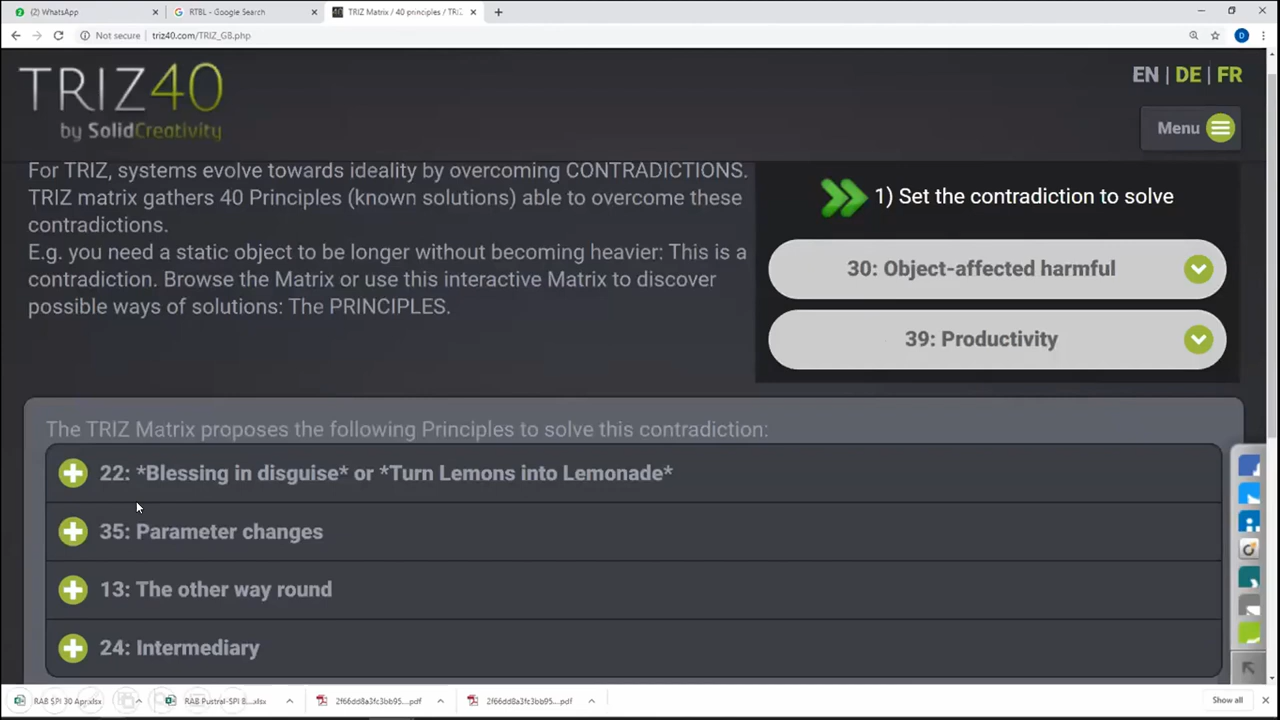 (2) WhatsApp
RTBL - Google Search
TRIZ Matrix / 40 principles / TRIZ
Not secure | triz40.com/TRIZ_GB.php
TRIZ40
by SolidCreativity
EN | DE | FR
Menu
For TRIZ, systems evolve towards ideality by overcoming CONTRADICTIONS.
TRIZ matrix gathers 40 Principles (known solutions) able to overcome these
contradictions.
E.g. you need a static object to be longer without becoming heavier: This is a
contradiction. Browse the Matrix or use this interactive Matrix to discover
possible ways of solutions: The PRINCIPLES.
1) Set the contradiction to solve
30: Object-affected harmful
39: Productivity
The TRIZ Matrix proposes the following Principles to solve this contradiction:
22: *Blessing in disguise* or *Turn Lemons into Lemonade*
35: Parameter changes
13: The other way round
24: Intermediary
RAB SPI 30 Apr.xlsx
RAB Pustral-SPI B....xlsx
2f66dd8a3fc3bb95....pdf
2f66dd8a3fc3bb95....pdf
Show all